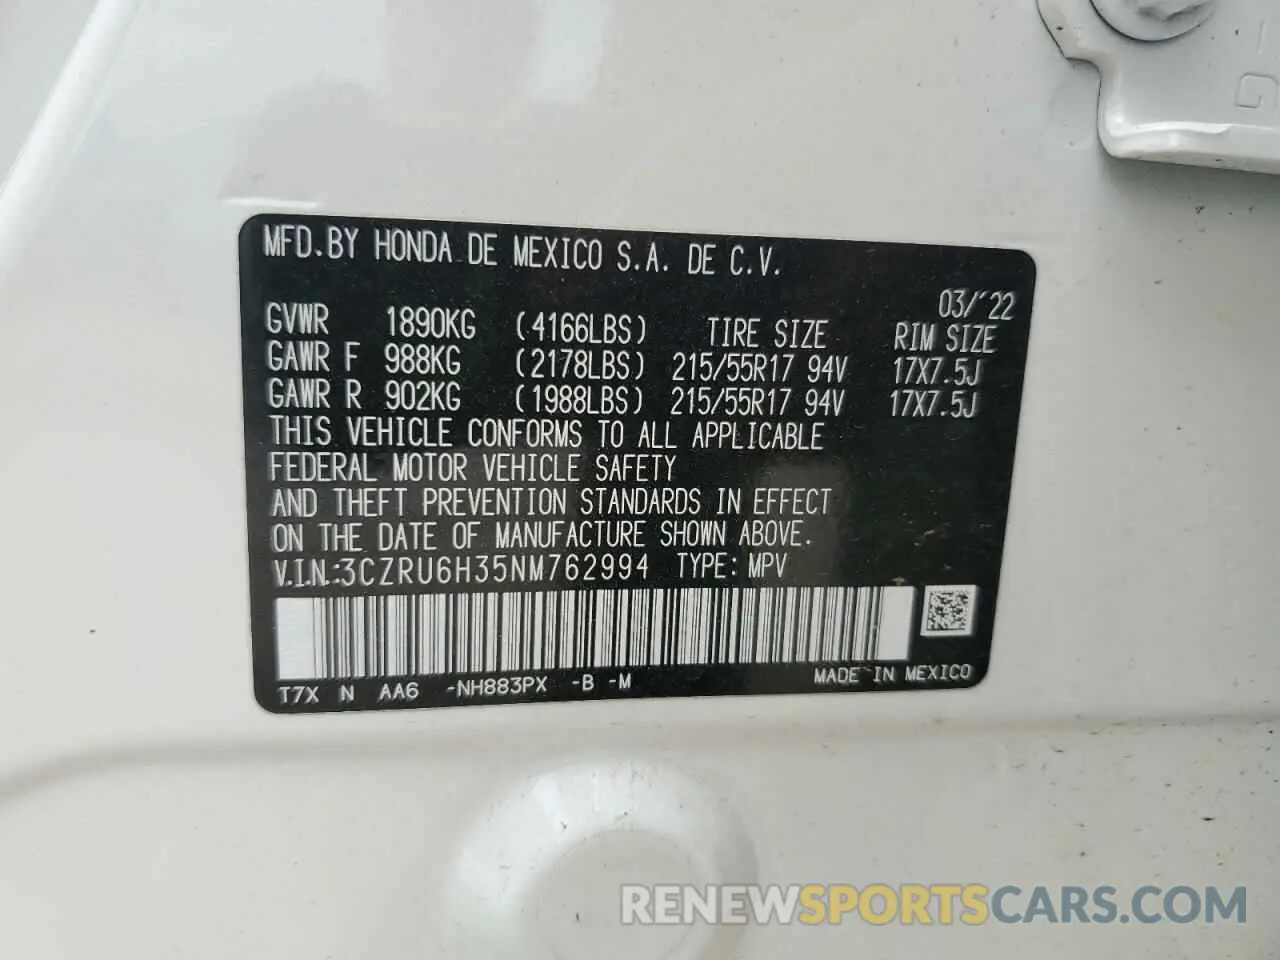 MFD.BY HONDA DE MEXICO S.A. DE C.V.
03/'22
GVWR 1890KG (4166LBS) TIRE SIZE RIM SIZE
GAWR F 988KG (2178LBS) 215/55R17 94V 17X7.5J
GAWR R 902KG (1988LBS) 215/55R17 94V 17X7.5J
THIS VEHICLE CONFORMS TO ALL APPLICABLE
FEDERAL MOTOR VEHICLE SAFETY
AND THEFT PREVENTION STANDARDS IN EFFECT
ON THE DATE OF MANUFACTURE SHOWN ABOVE.
V.I.N.:3CZRU6H35NM762994 TYPE: MPV
T7X N AA6 -NH883PX -B -M MADE IN MEXICO
RENEWSPORTSCARS.COM